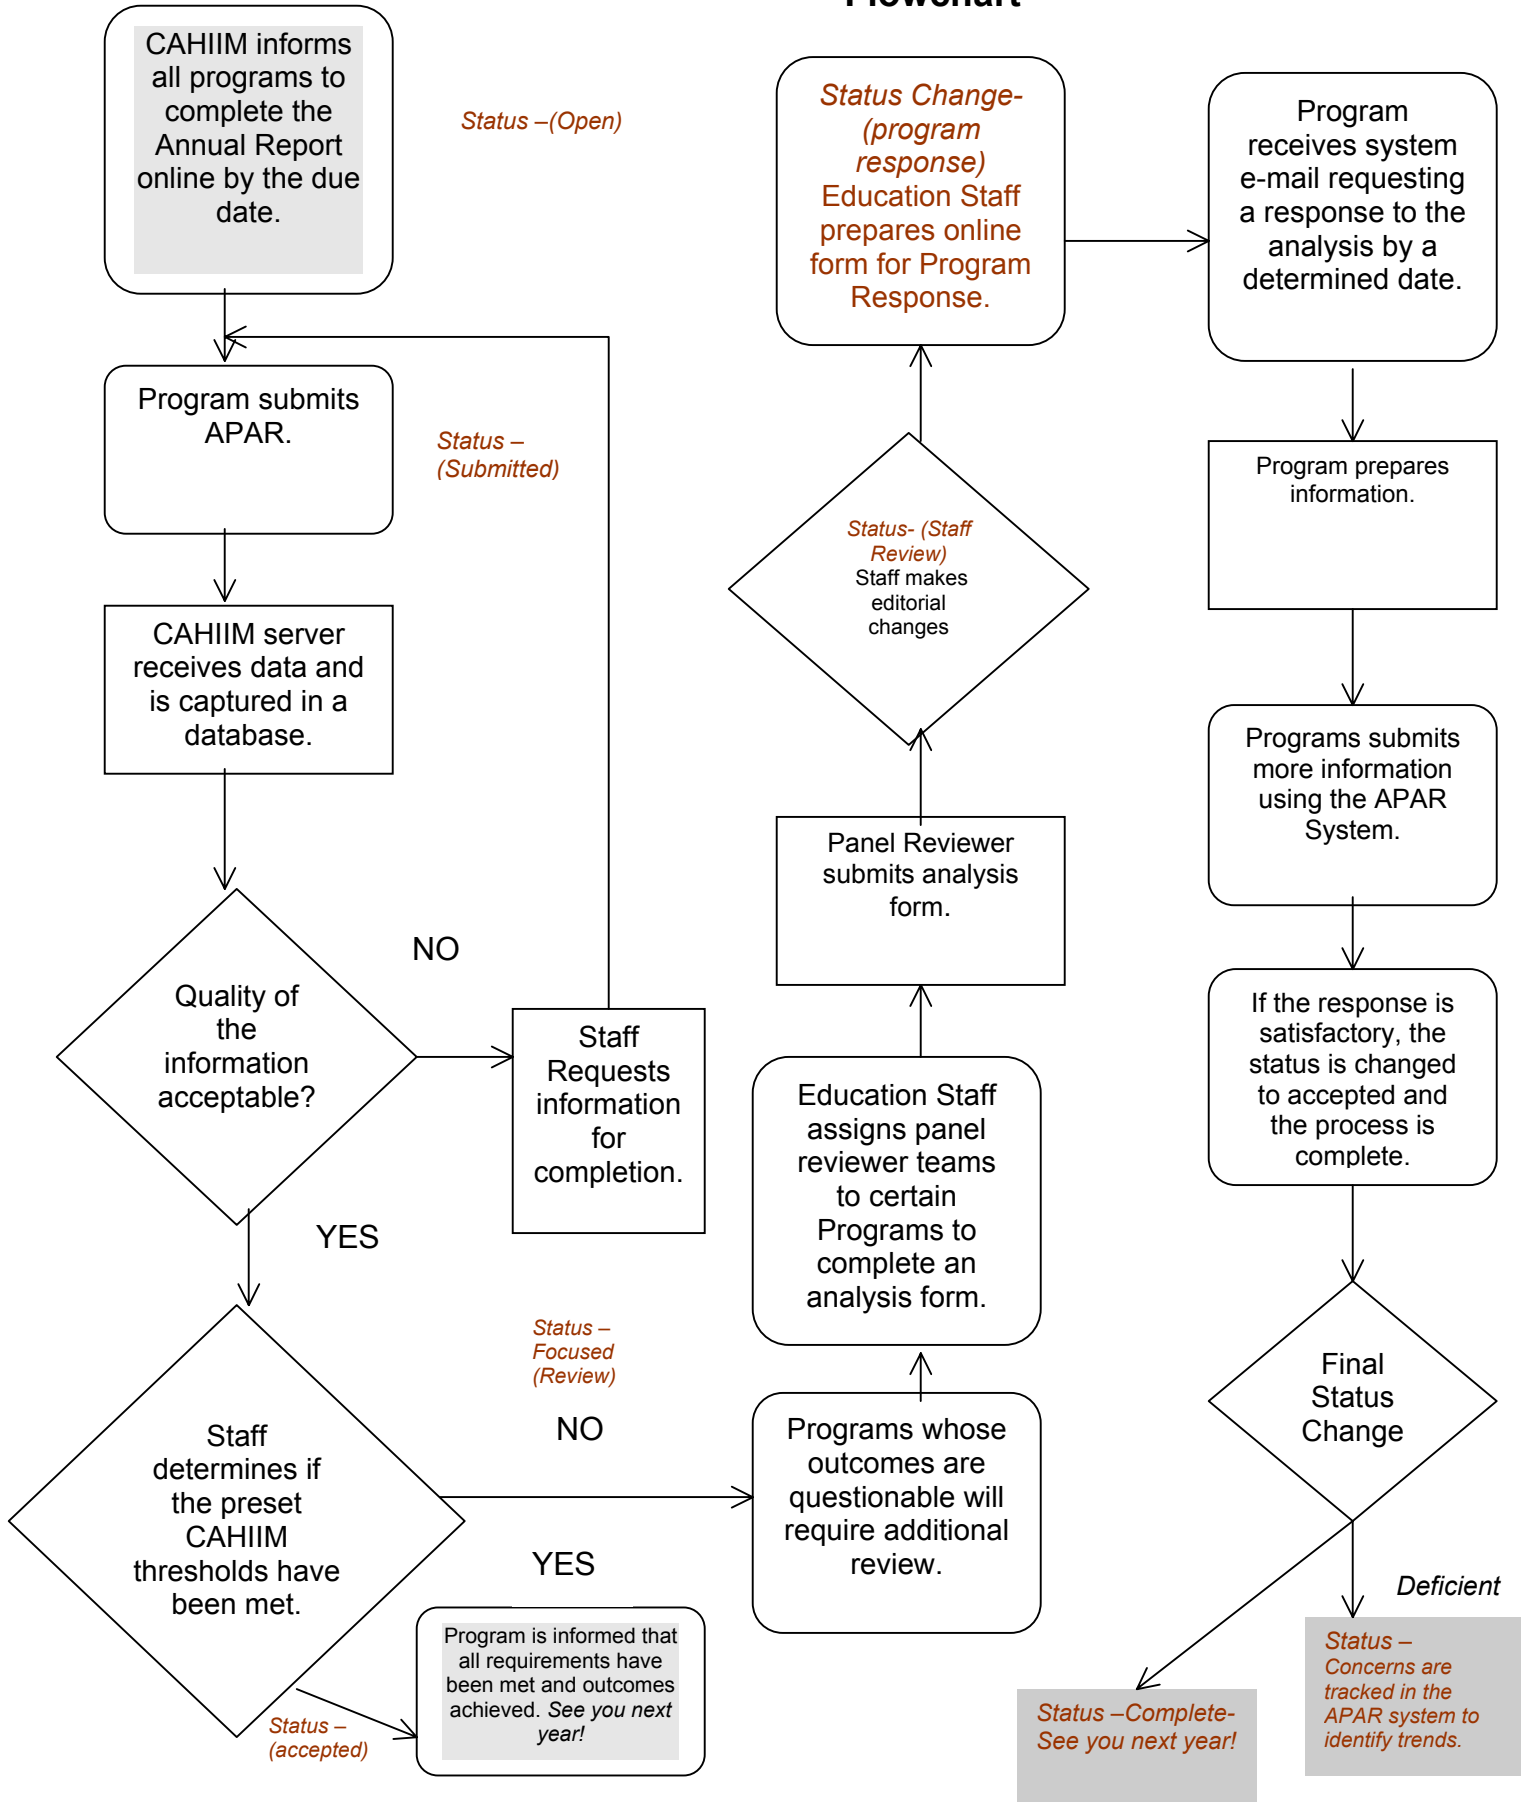 Flowchart
CAHIIM informs
all programs to
complete the
Annual Report
online by the due
date.
Status –(Open)
Program submits
APAR.
Status –
(Submitted)
CAHIIM server
receives data and
is captured in a
database.
Quality of
the
information
acceptable?
NO
Staff
Requests
information
for
completion.
YES
Staff
determines if
the preset
CAHIIM
thresholds have
been met.
Status –
Focused
(Review)
NO
YES
Status –
(accepted)
Program is informed that
all requirements have
been met and outcomes
achieved. See you next
year!
Programs whose
outcomes are
questionable will
require additional
review.
Education Staff
assigns panel
reviewer teams
to certain
Programs to
complete an
analysis form.
Panel Reviewer
submits analysis
form.
Status- (Staff
Review)
Staff makes
editorial
changes
Status Change-
(program
response)
Education Staff
prepares online
form for Program
Response.
Program
receives system
e-mail requesting
a response to the
analysis by a
determined date.
Program prepares
information.
Programs submits
more information
using the APAR
System.
If the response is
satisfactory, the
status is changed
to accepted and
the process is
complete.
Final
Status
Change
Deficient
Status –Complete-
See you next year!
Status –
Concerns are
tracked in the
APAR system to
identify trends.